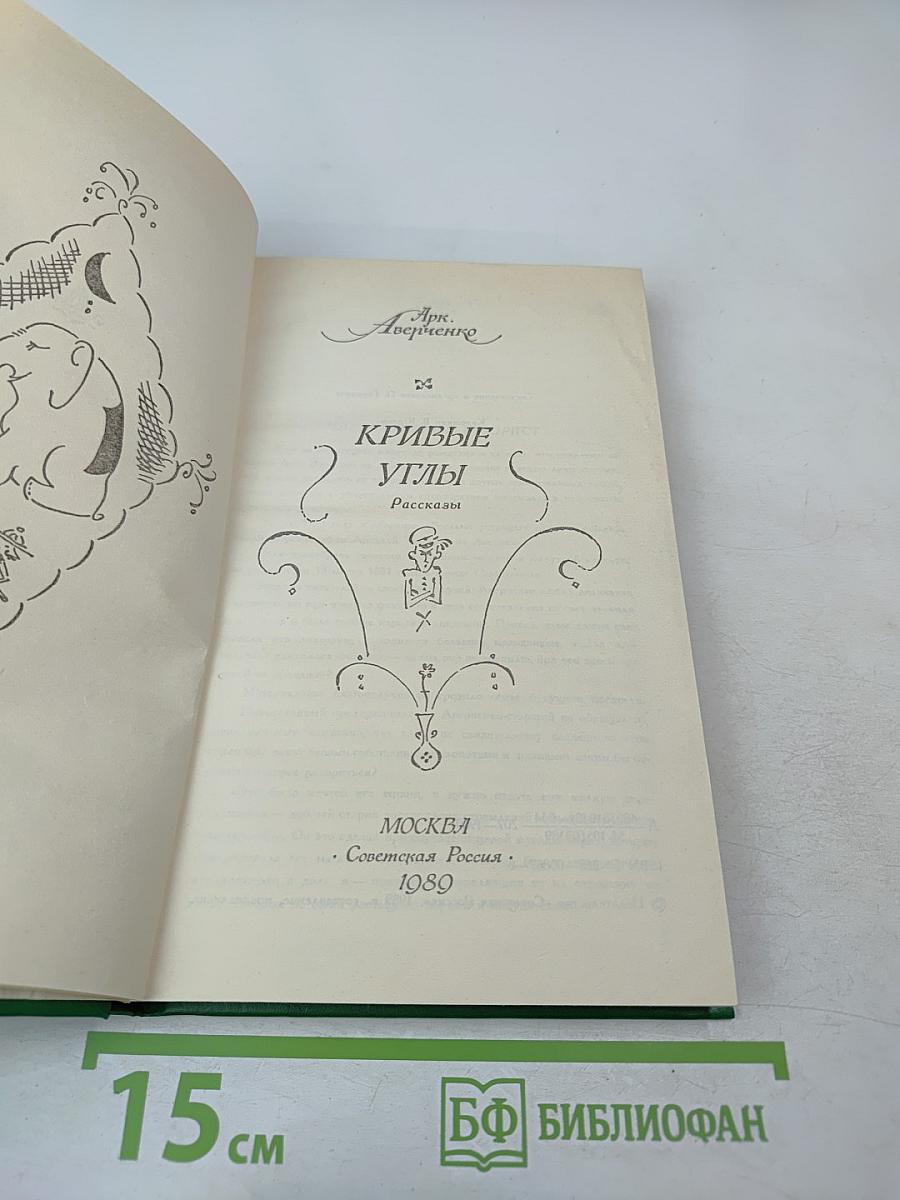 Арк.
Аверченко
КРИВЫЕ
УГЛЫ
Рассказы
МОСКВА
· Советская Россия ·
1989
15 см
БФ БИБЛИОФАН